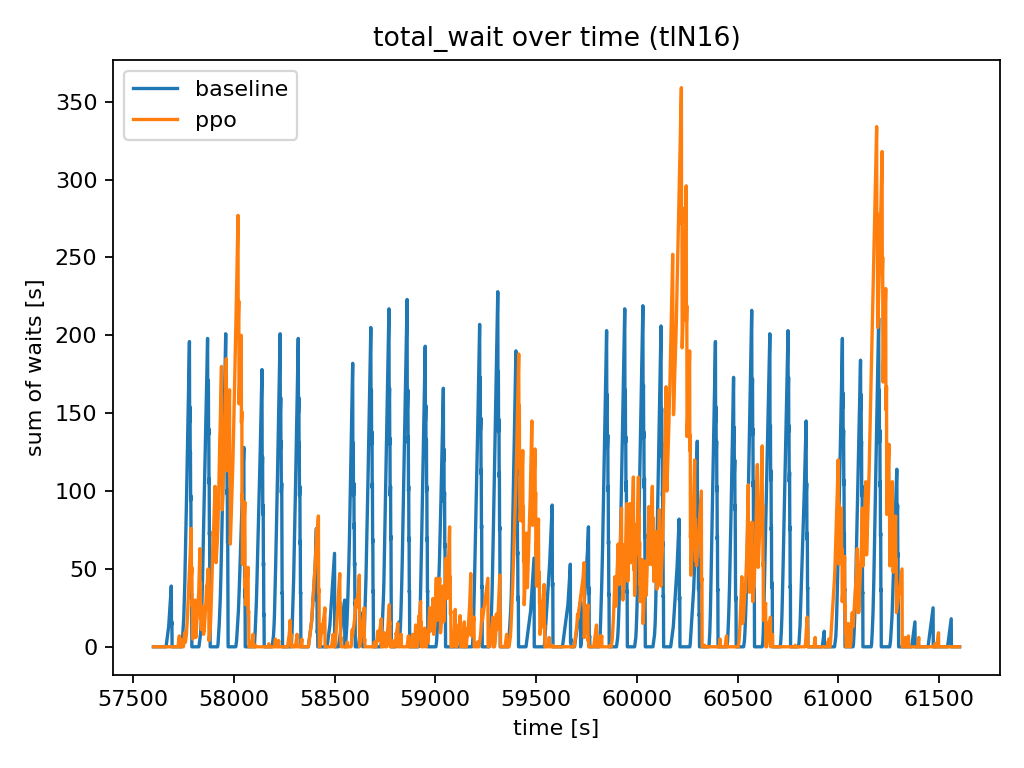 total_wait over time (tlN16)
baseline
ppo
350
300
250
200
150
100
50
0
sum of waits [s]
57500 58000 58500 59000 59500 60000 60500 61000 61500
time [s]